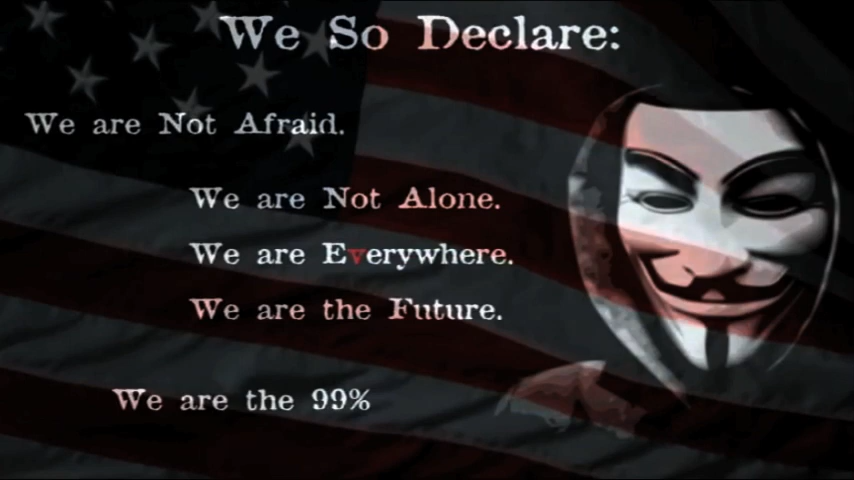 We So Declare:
We are Not Afraid.
We are Not Alone.
We are Everywhere.
We are the Future.
We are the 99%